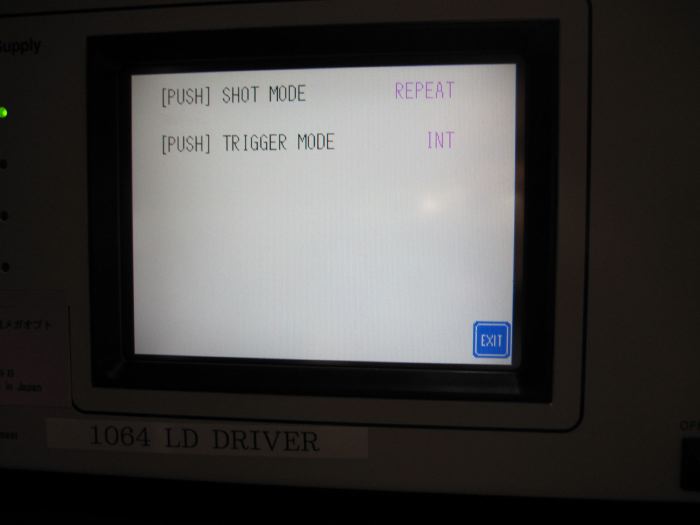 Supply
[PUSH] SHOT MODE REPEAT
[PUSH] TRIGGER MODE INT
EXIT
メガオプト
in Japan
1064 LD DRIVER